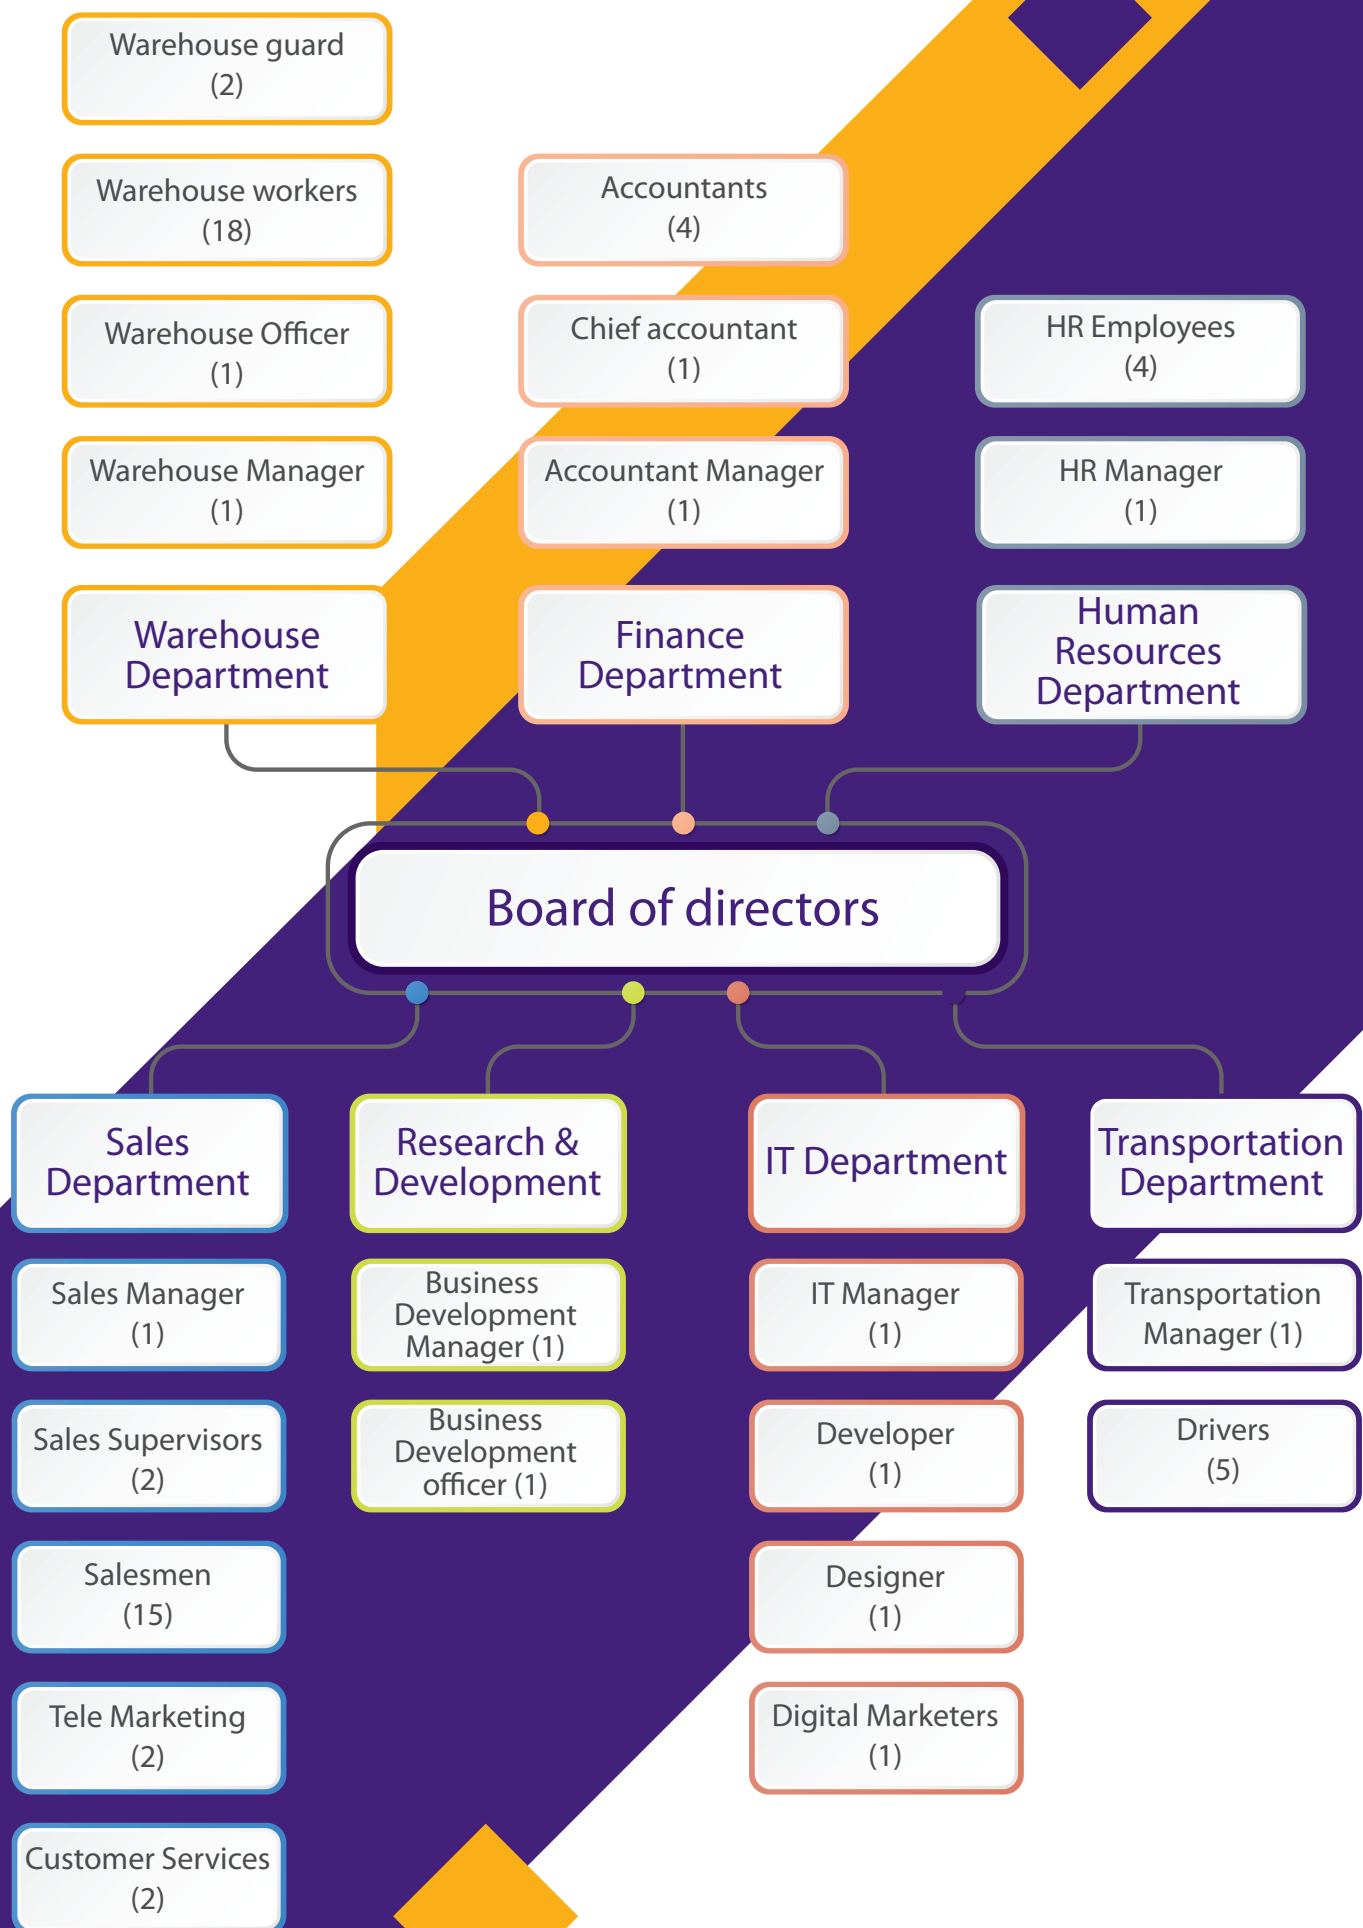 Warehouse guard
(2)
Warehouse workers
(18)
Warehouse Officer
(1)
Warehouse Manager
(1)
Warehouse
Department
Accountants
(4)
Chief accountant
(1)
Accountant Manager
(1)
Finance
Department
HR Employees
(4)
HR Manager
(1)
Human
Resources
Department
Board of directors
Sales
Department
Sales Manager
(1)
Sales Supervisors
(2)
Salesmen
(15)
Tele Marketing
(2)
Customer Services
(2)
Research &
Development
Business
Development
Manager (1)
Business
Development
officer (1)
IT Department
IT Manager
(1)
Developer
(1)
Designer
(1)
Digital Marketers
(1)
Transportation
Department
Transportation
Manager (1)
Drivers
(5)